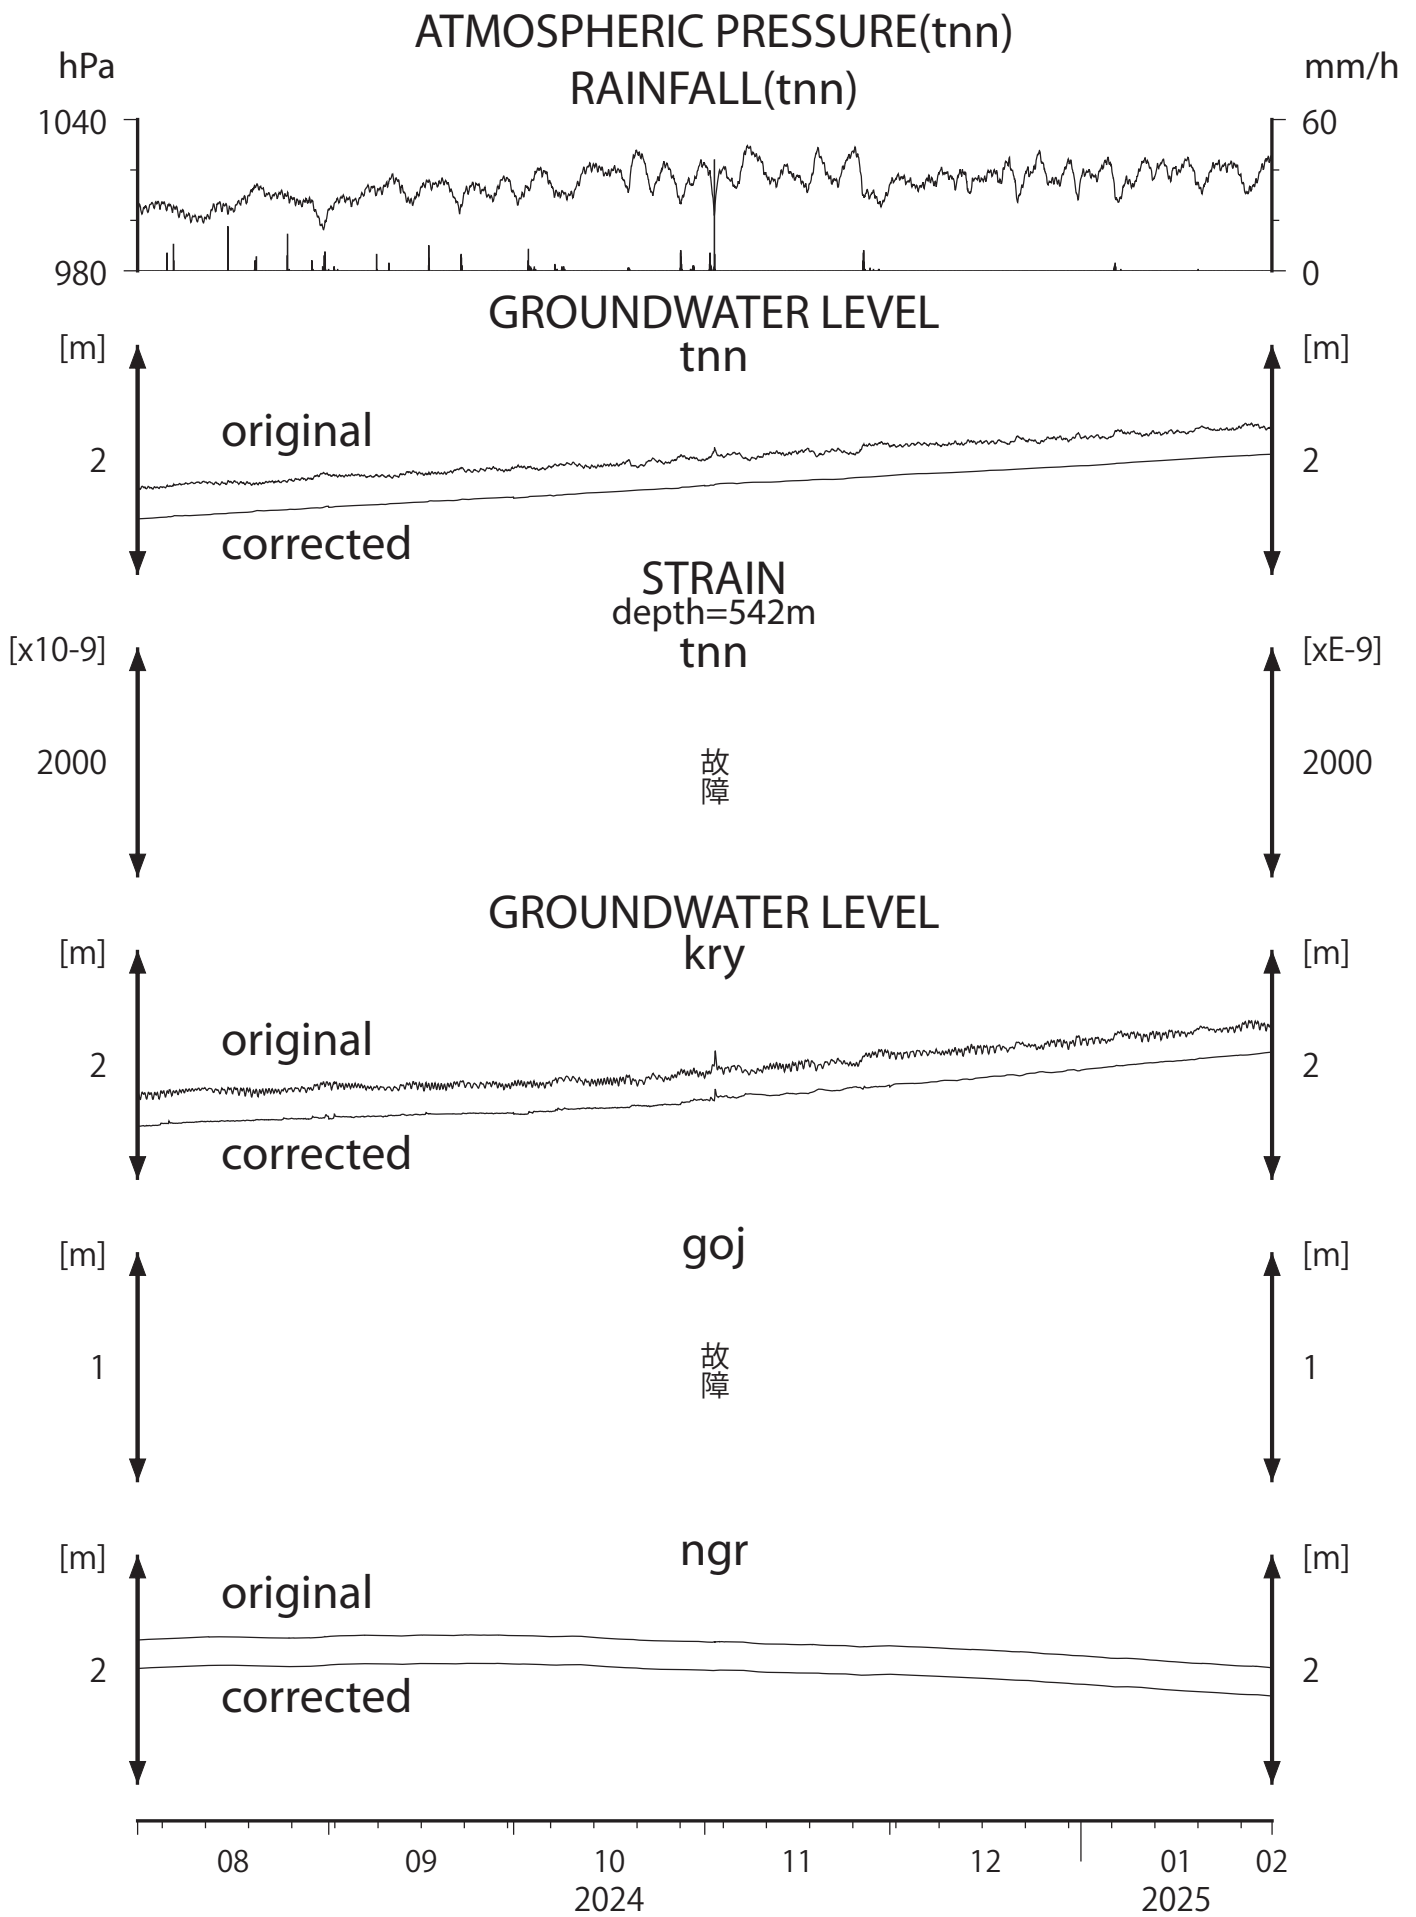 ATMOSPHERIC PRESSURE(tnn)
hPa
mm/h
RAINFALL(tnn)
1040
60
980
0
GROUNDWATER LEVEL
[m]
tnn
[m]
original
2
2
corrected
STRAIN
depth=542m
[x10-9]
tnn
[xE-9]
2000
故障
2000
GROUNDWATER LEVEL
[m]
kry
[m]
original
2
2
corrected
goj
[m]
[m]
1
故障
1
ngr
[m]
[m]
original
2
2
corrected
08 09 10 11 12 01 02
2024 2025